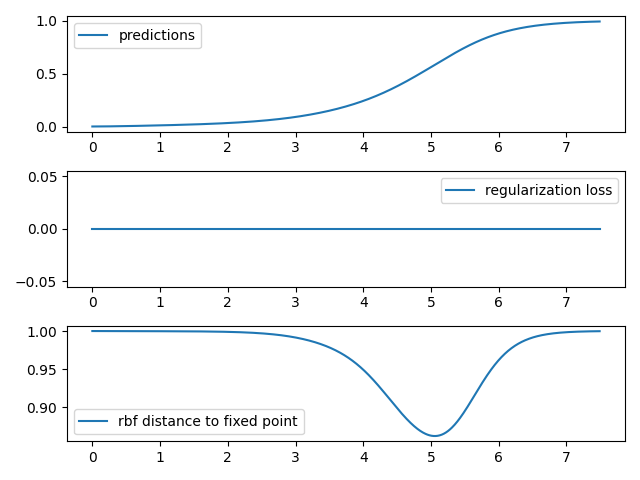 1.0
predictions
0.5
0.0
0 1 2 3 4 5 6 7
0.05
regularization loss
0.00
−0.05
0 1 2 3 4 5 6 7
1.00
0.95
0.90
rbf distance to fixed point
0 1 2 3 4 5 6 7